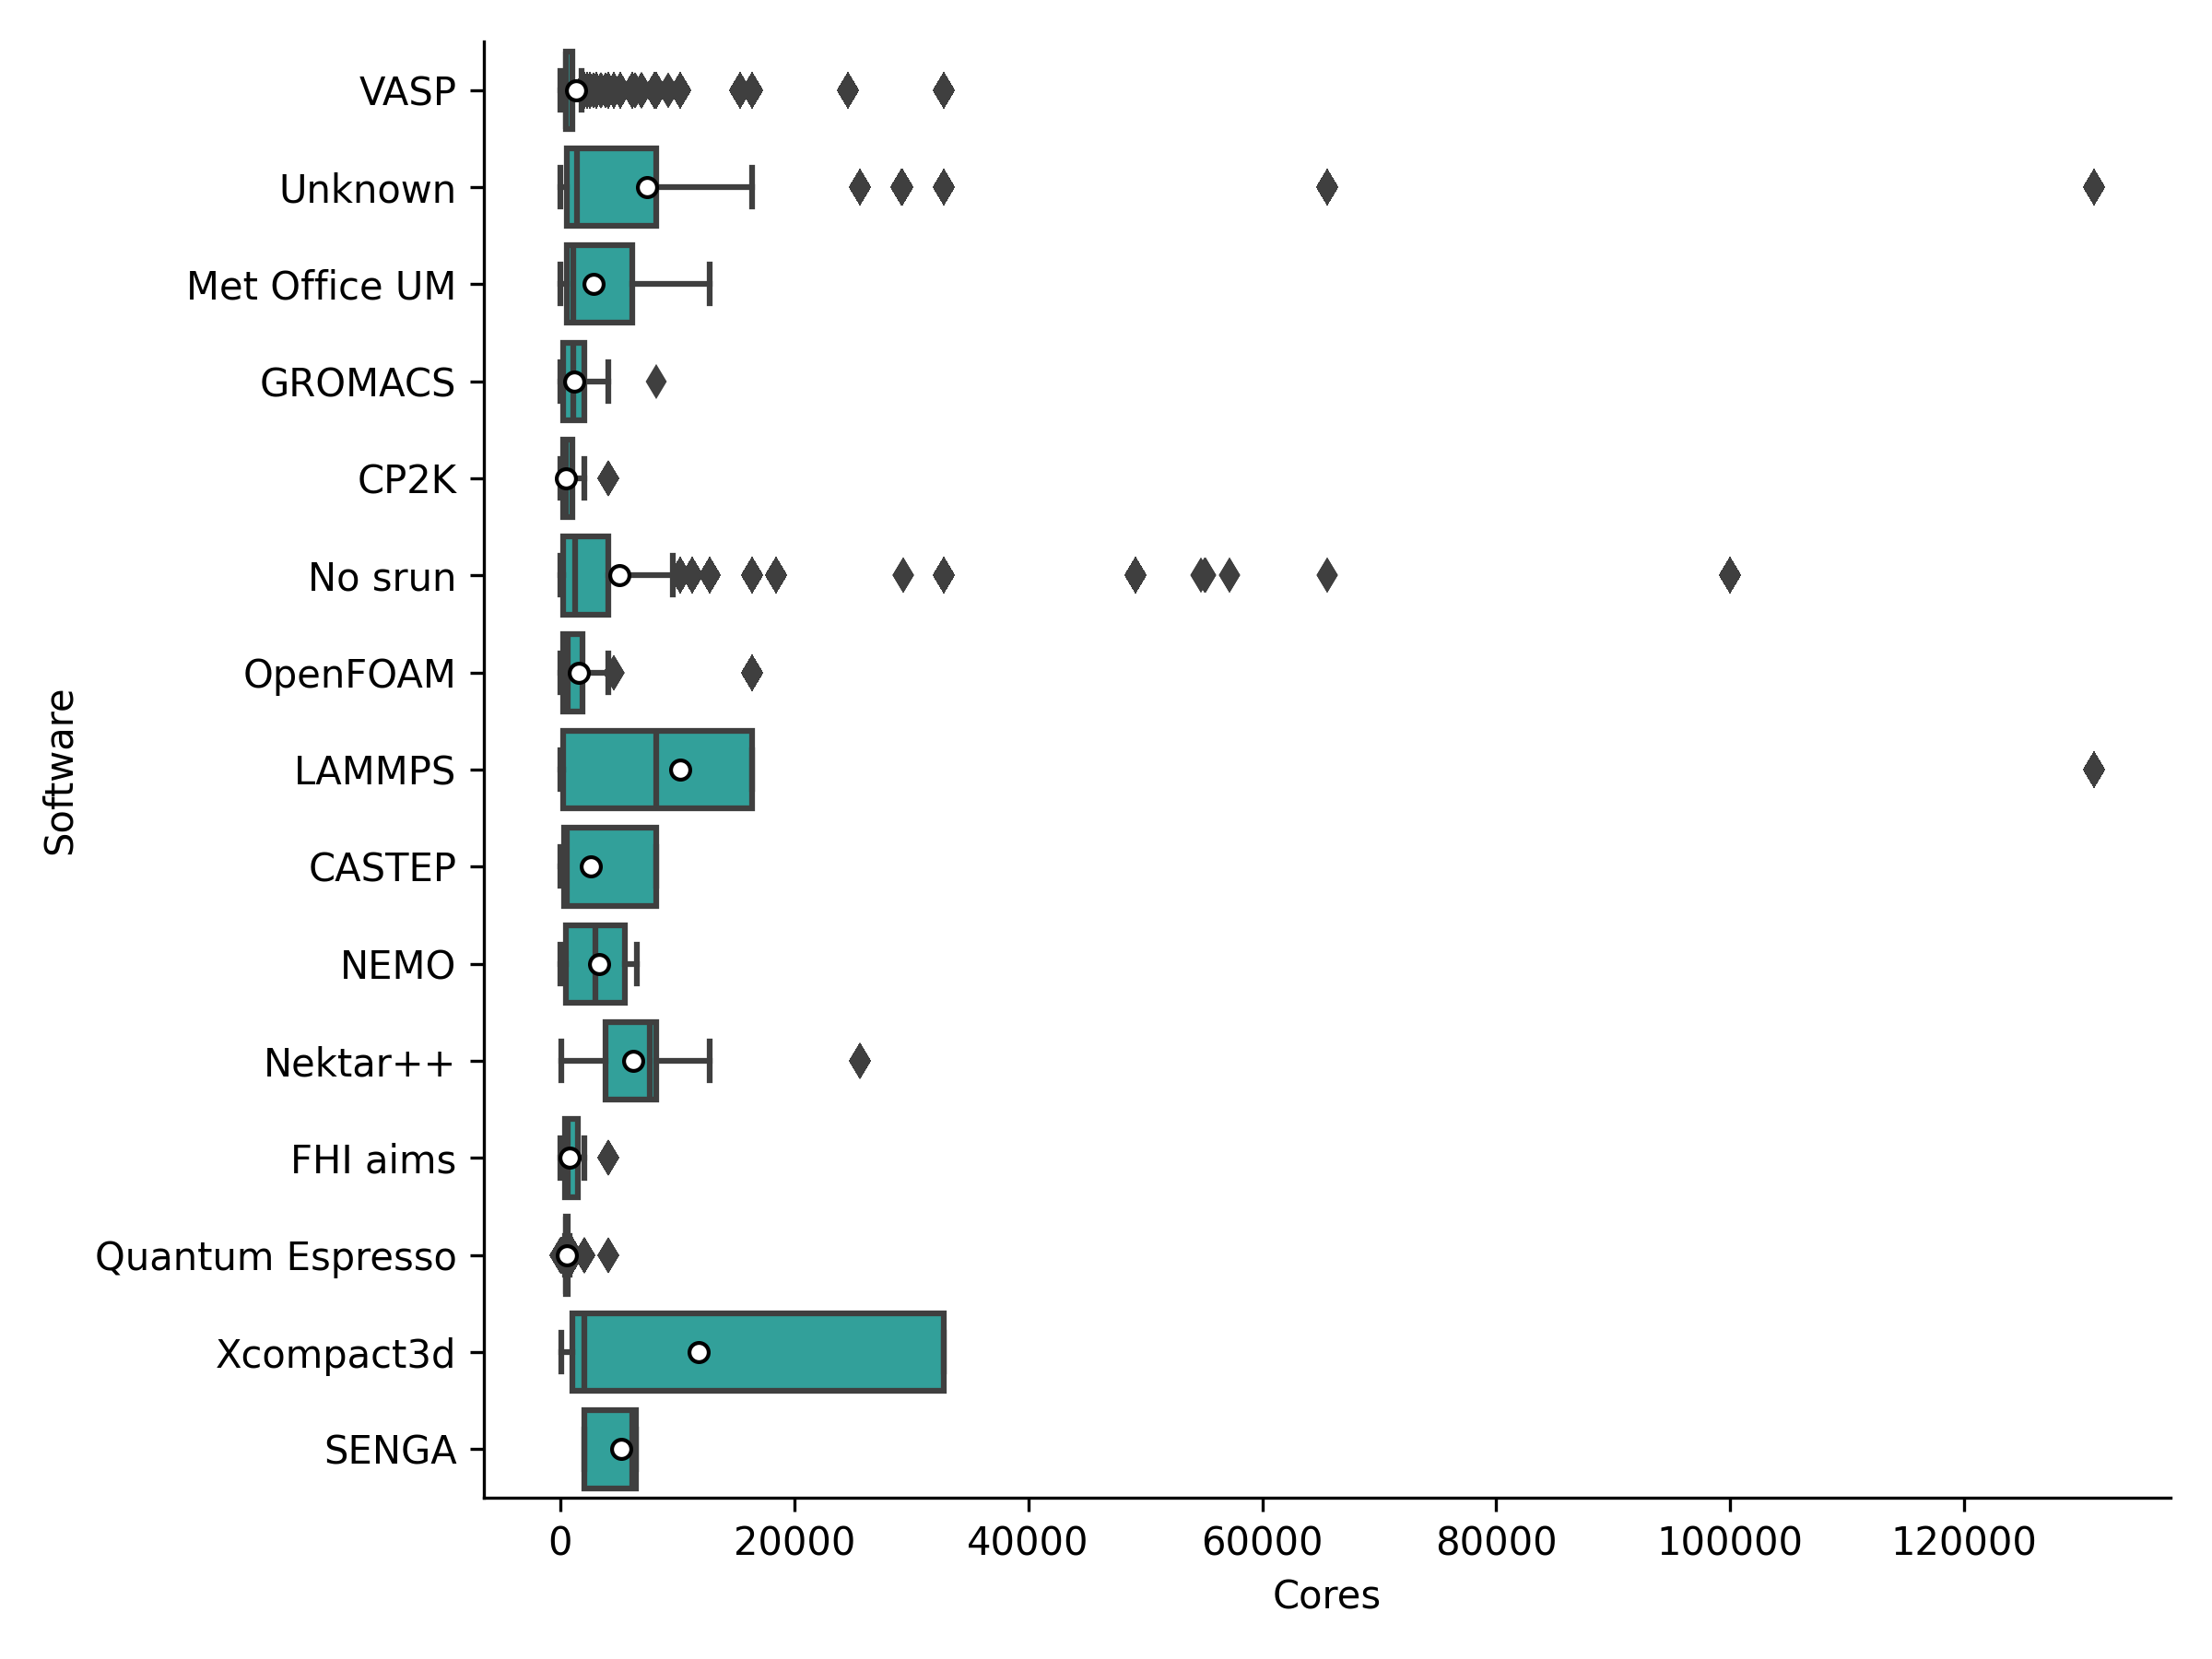 VASP
Unknown
Met Office UM
GROMACS
CP2K
No srun
OpenFOAM
LAMMPS
CASTEP
NEMO
Nektar++
FHI aims
Quantum Espresso
Xcompact3d
SENGA
Software
0 20000 40000 60000 80000 100000 120000
Cores